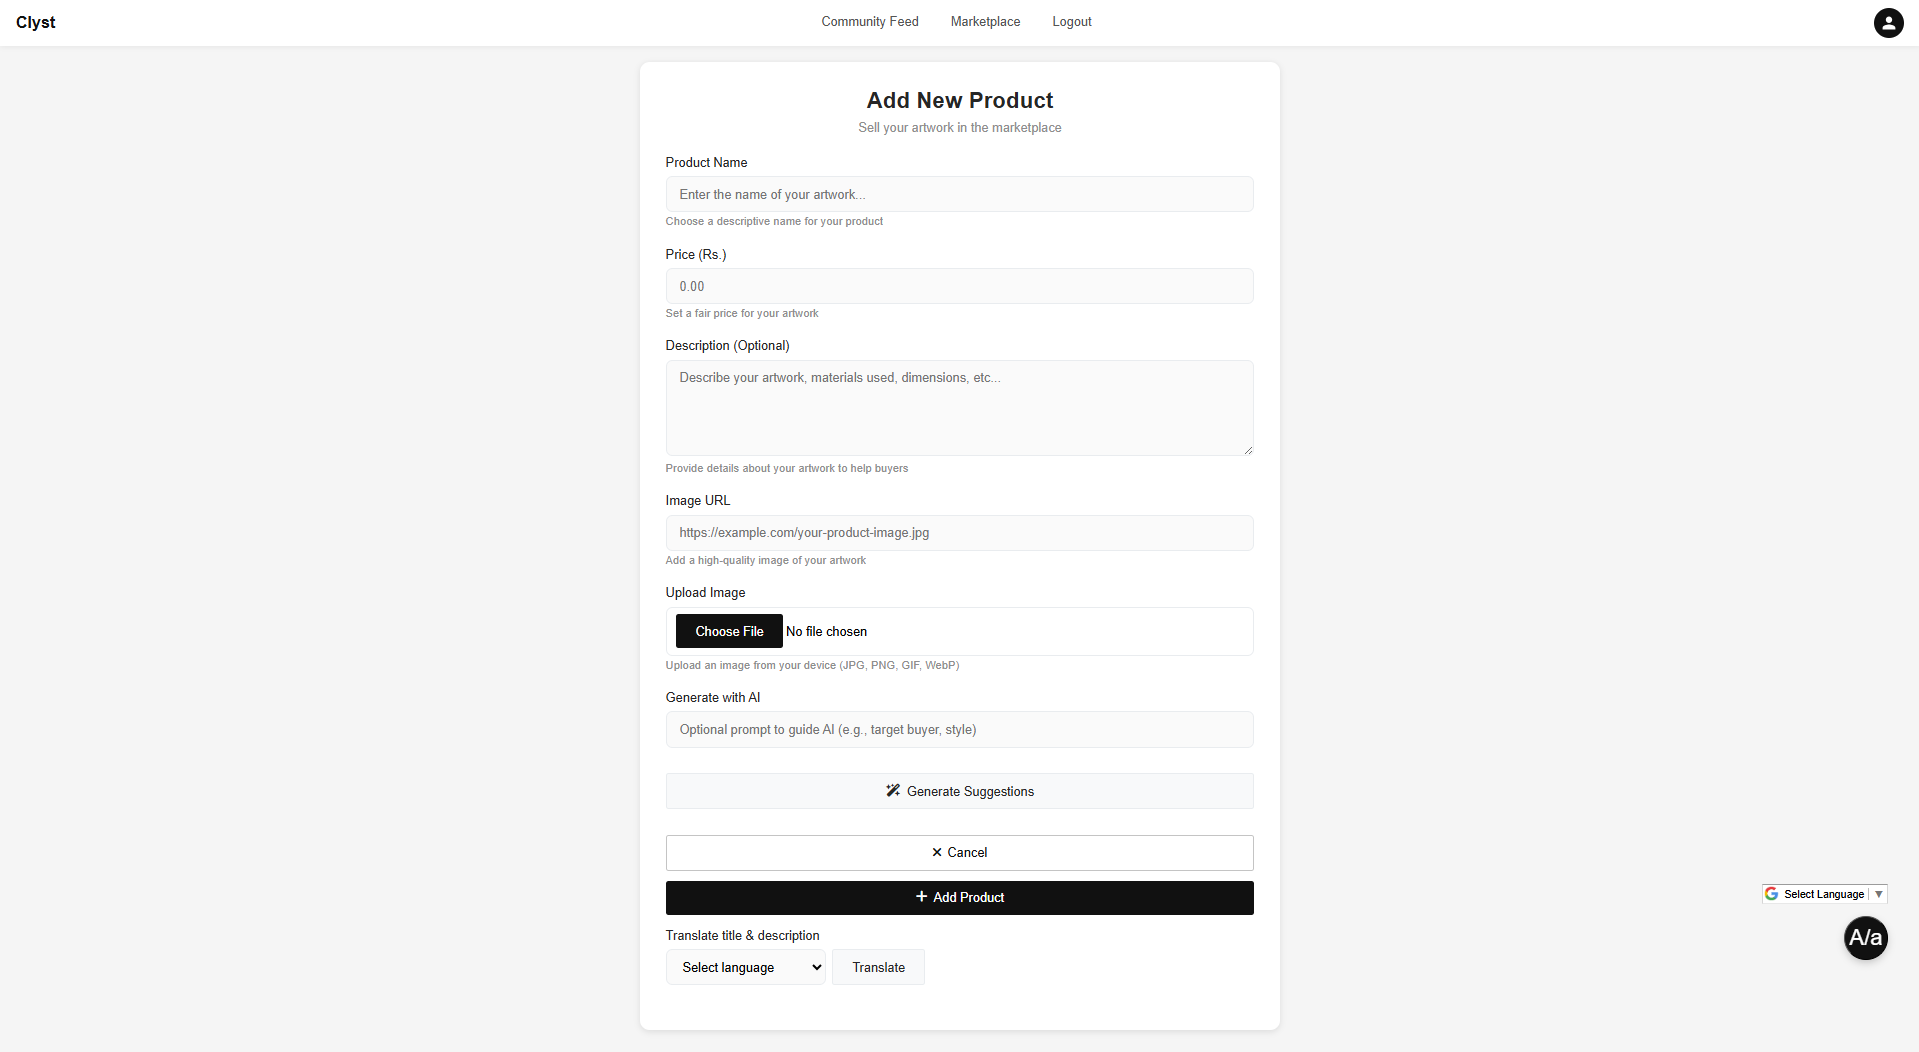 Clyst
Community Feed
Marketplace
Logout
Add New Product
Sell your artwork in the marketplace
Product Name
Enter the name of your artwork...
Choose a descriptive name for your product
Price (Rs.)
0.00
Set a fair price for your artwork
Description (Optional)
Describe your artwork, materials used, dimensions, etc...
Provide details about your artwork to help buyers
Image URL
https://example.com/your-product-image.jpg
Add a high-quality image of your artwork
Upload Image
Choose File No file chosen
Upload an image from your device (JPG, PNG, GIF, WebP)
Generate with AI
Optional prompt to guide AI (e.g., target buyer, style)
Generate Suggestions
Cancel
Add Product
Translate title & description
Select language
Translate
Select Language
A/a